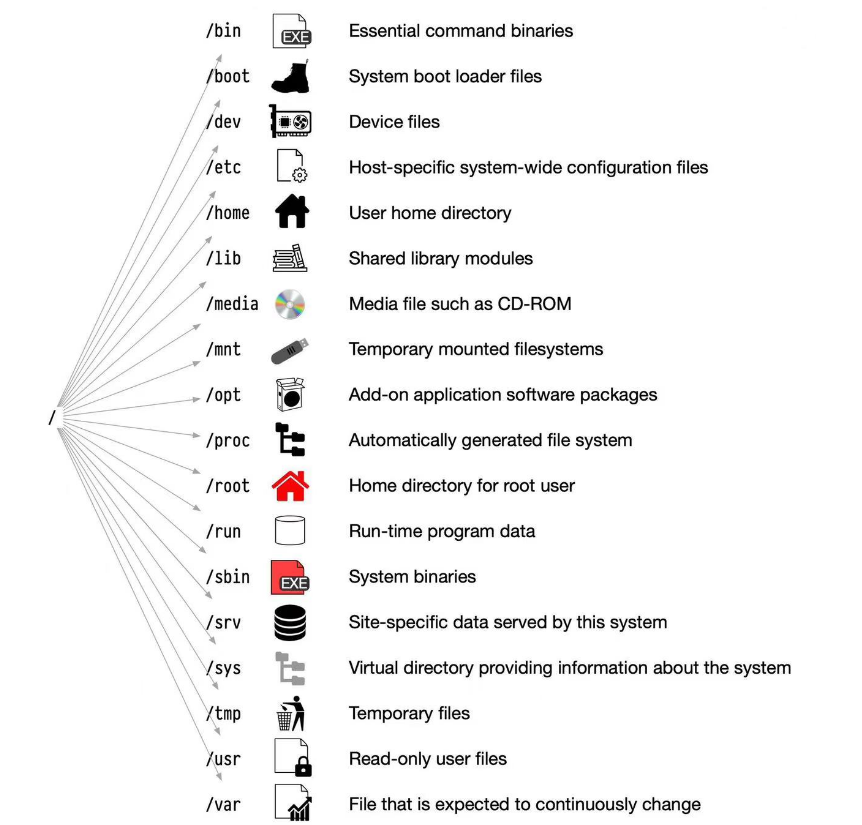 /bin EXE Essential command binaries
/boot System boot loader files
/dev Device files
/etc Host-specific system-wide configuration files
/home User home directory
/lib Shared library modules
/media Media file such as CD-ROM
/mnt Temporary mounted filesystems
/opt Add-on application software packages
/
/proc Automatically generated file system
/root Home directory for root user
/run Run-time program data
/sbin EXE System binaries
/srv Site-specific data served by this system
/sys Virtual directory providing information about the system
/tmp Temporary files
/usr Read-only user files
/var File that is expected to continuously change